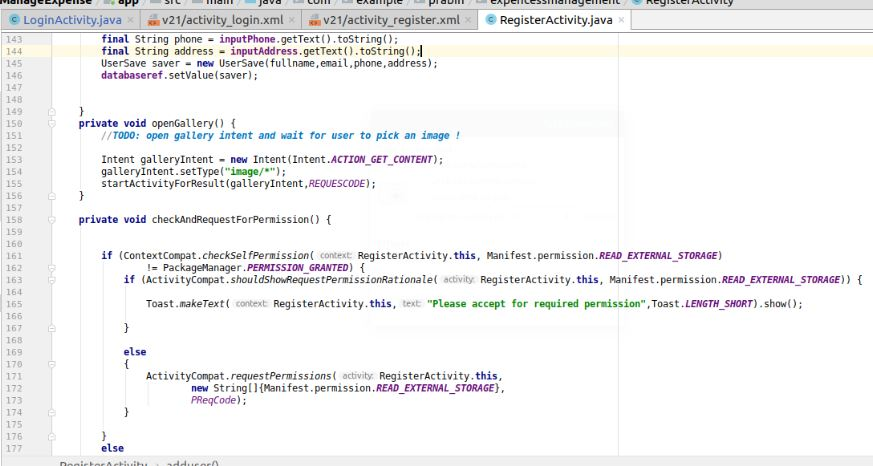 ManageExpense app src main java com example prabin expencessmanagement RegisterActivity
LoginActivity.java × v21/activity_login.xml × v21/activity_register.xml × RegisterActivity.java ×
143 final String phone = inputPhone.getText().toString();
144 final String address = inputAddress.getText().toString();
145 UserSave saver = new UserSave(fullname,email,phone,address);
146 databaseref.setValue(saver);
147
148
149 }
150 private void openGallery() {
151 //TODO: open gallery intent and wait for user to pick an image !
152
153 Intent galleryIntent = new Intent(Intent.ACTION_GET_CONTENT);
154 galleryIntent.setType("image/*");
155 startActivityForResult(galleryIntent,REQUESCODE);
156 }
157
158 private void checkAndRequestForPermission() {
159
160
161 if (ContextCompat.checkSelfPermission( context: RegisterActivity.this, Manifest.permission.READ_EXTERNAL_STORAGE)
162 != PackageManager.PERMISSION_GRANTED) {
163 if (ActivityCompat.shouldShowRequestPermissionRationale( activity: RegisterActivity.this, Manifest.permission.READ_EXTERNAL_STORAGE)) {
164
165 Toast.makeText( context: RegisterActivity.this, text: "Please accept for required permission",Toast.LENGTH_SHORT).show();
166
167 }
168
169 else
170 {
171 ActivityCompat.requestPermissions( activity: RegisterActivity.this,
172 new String[]{Manifest.permission.READ_EXTERNAL_STORAGE},
173 PReqCode);
174 }
175
176 }
177 else
RegisterActivity › adduser()